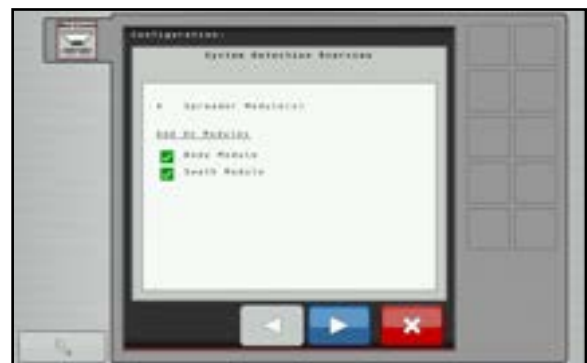 Configuration:
System Detection Overview
Spreader Module(s)
Add On Modules
Boom Module
Swath Module